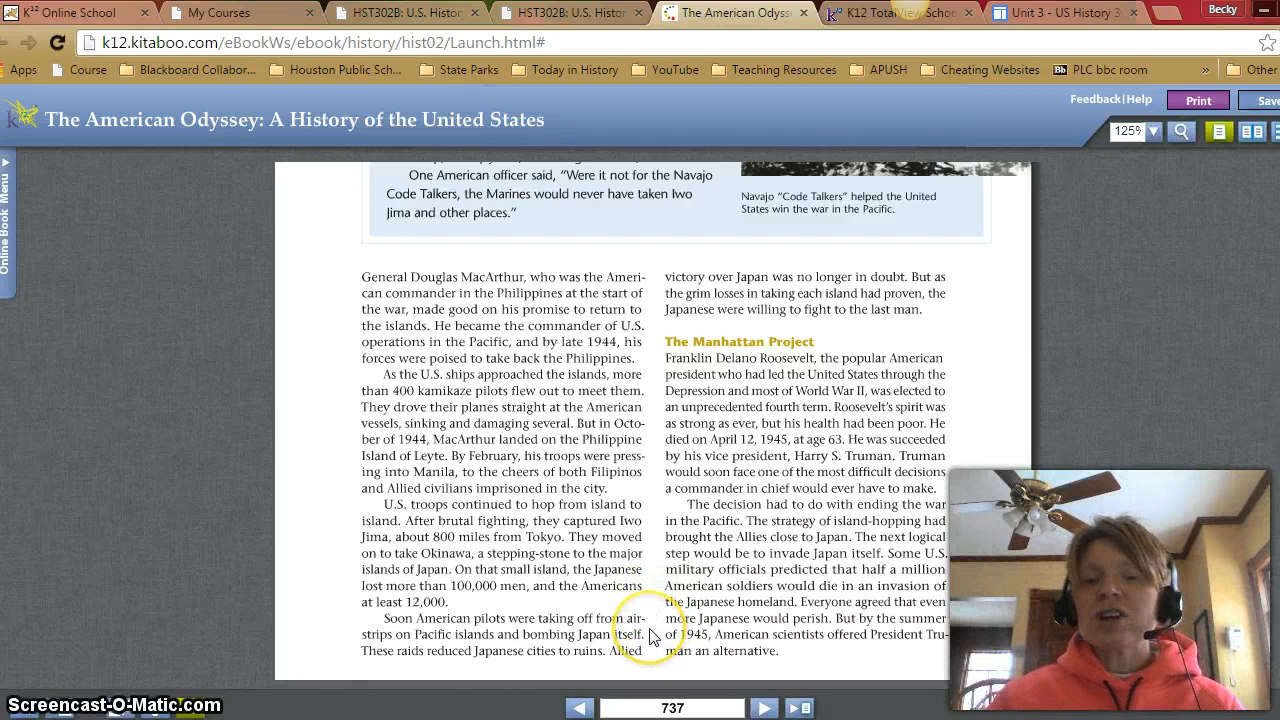 K¹² Online School
My Courses
HST302B: U.S. Histor
HST302B: U.S. Histor
The American Odysse
K12 TotalView Schoo
Unit 3 - US History 3
Becky
k12.kitaboo.com/eBookWs/ebook/history/hist02/Launch.html#
Apps
Course
Blackboard Collabor...
Houston Public Sch...
State Parks
Today in History
YouTube
Teaching Resources
APUSH
Cheating Websites
Bb PLC bbc room
»
Other
Feedback|Help
Print
Save
The American Odyssey: A History of the United States
125%
Online Book Menu
One American officer said, “Were it not for the Navajo
Code Talkers, the Marines would never have taken Iwo
Jima and other places.”
Navajo “Code Talkers” helped the United
States win the war in the Pacific.
General Douglas MacArthur, who was the Ameri-
can commander in the Philippines at the start of
the war, made good on his promise to return to
the islands. He became the commander of U.S.
operations in the Pacific, and by late 1944, his
forces were poised to take back the Philippines.
As the U.S. ships approached the islands, more
than 400 kamikaze pilots flew out to meet them.
They drove their planes straight at the American
vessels, sinking and damaging several. But in Octo-
ber of 1944, MacArthur landed on the Philippine
Island of Leyte. By February, his troops were press-
ing into Manila, to the cheers of both Filipinos
and Allied civilians imprisoned in the city.
U.S. troops continued to hop from island to
island. After brutal fighting, they captured Iwo
Jima, about 800 miles from Tokyo. They moved
on to take Okinawa, a stepping-stone to the major
islands of Japan. On that small island, the Japanese
lost more than 100,000 men, and the Americans
at least 12,000.
Soon American pilots were taking off from air-
strips on Pacific islands and bombing Japan itself.
These raids reduced Japanese cities to ruins. Allied
victory over Japan was no longer in doubt. But as
the grim losses in taking each island had proven, the
Japanese were willing to fight to the last man.
The Manhattan Project
Franklin Delano Roosevelt, the popular American
president who had led the United States through the
Depression and most of World War II, was elected to
an unprecedented fourth term. Roosevelt’s spirit was
as strong as ever, but his health had been poor. He
died on April 12, 1945, at age 63. He was succeeded
by his vice president, Harry S. Truman. Truman
would soon face one of the most difficult decisions
a commander in chief would ever have to make.
The decision had to do with ending the war
in the Pacific. The strategy of island-hopping had
brought the Allies close to Japan. The next logical
step would be to invade Japan itself. Some U.S.
military officials predicted that half a million
American soldiers would die in an invasion of
the Japanese homeland. Everyone agreed that even
more Japanese would perish. But by the summer
of 1945, American scientists offered President Tru-
man an alternative.
737
Screencast-O-Matic.com